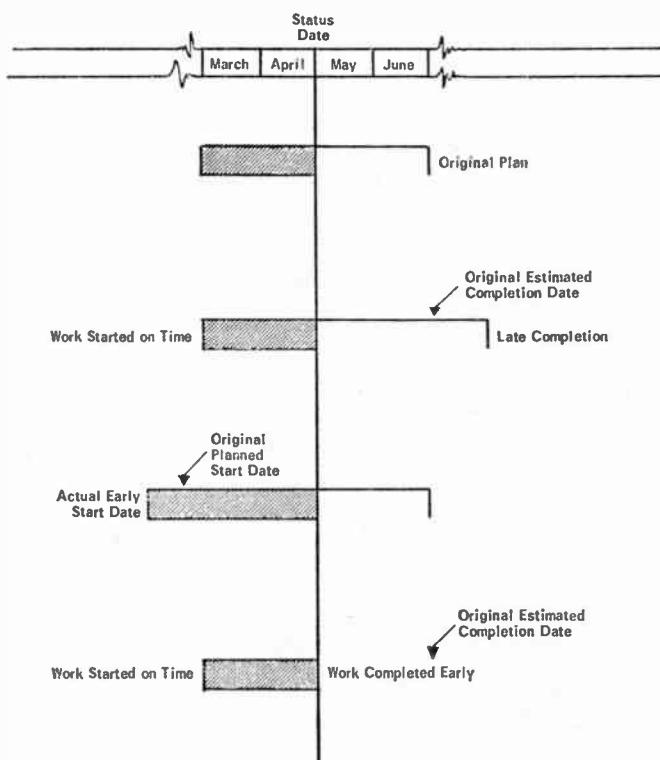 Status
Date
March April May June
Original Plan
Original Estimated
Completion Date
Work Started on Time
Late Completion
Original
Planned
Start Date
Actual Early
Start Date
Original Estimated
Completion Date
Work Started on Time
Work Completed Early